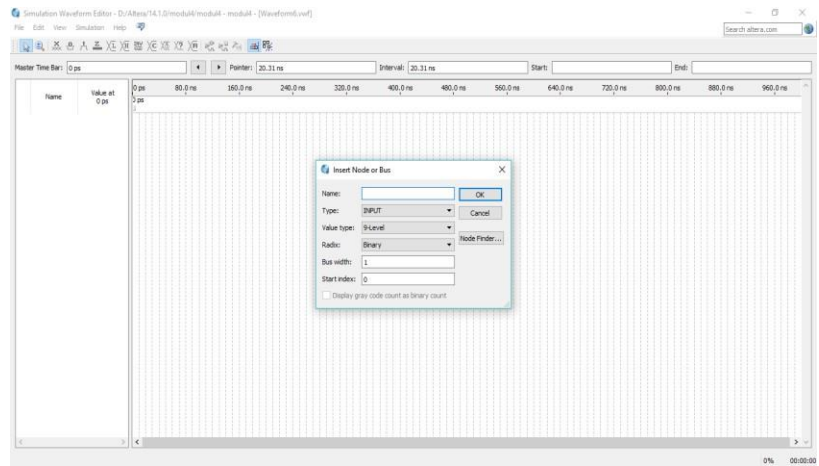 Simulation Waveform Editor - D:/Altera/14.1.0/modul4/modul4 - modul4 - [Waveform6.vwf]
File Edit View Simulation Help
Search altera.com
Master Time Bar: 0 ps Pointer: 20.31 ns Interval: 20.31 ns Start: End:
Name Value at 0 ps
0 ps 80.0 ns 160.0 ns 240.0 ns 320.0 ns 400.0 ns 480.0 ns 560.0 ns 640.0 ns 720.0 ns 800.0 ns 880.0 ns 960.0 ns
0 ps
Insert Node or Bus
Name: OK
Type: INPUT Cancel
Value type: 9-Level
Node Finder...
Radix: Binary
Bus width: 1
Start index: 0
Display gray code count as binary count
0% 00:00:00